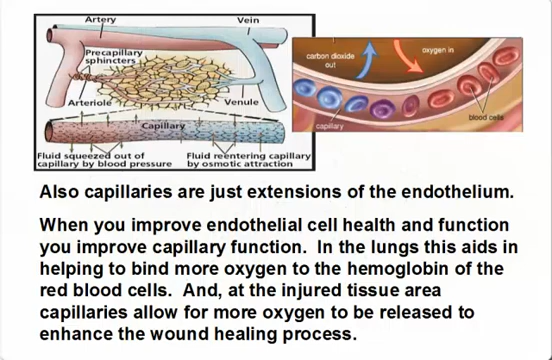 Artery
Vein
Precapillary
sphincters
Arteriole
Venule
Capillary
Fluid squeezed out of
capillary by blood pressure
Fluid reentering capillary
by osmotic attraction
carbon dioxide
out
oxygen in
capillary
blood cells
Also capillaries are just extensions of the endothelium.
When you improve endothelial cell health and function
you improve capillary function.  In the lungs this aids in
helping to bind more oxygen to the hemoglobin of the
red blood cells.  And, at the injured tissue area
capillaries allow for more oxygen to be released to
enhance the wound healing process.